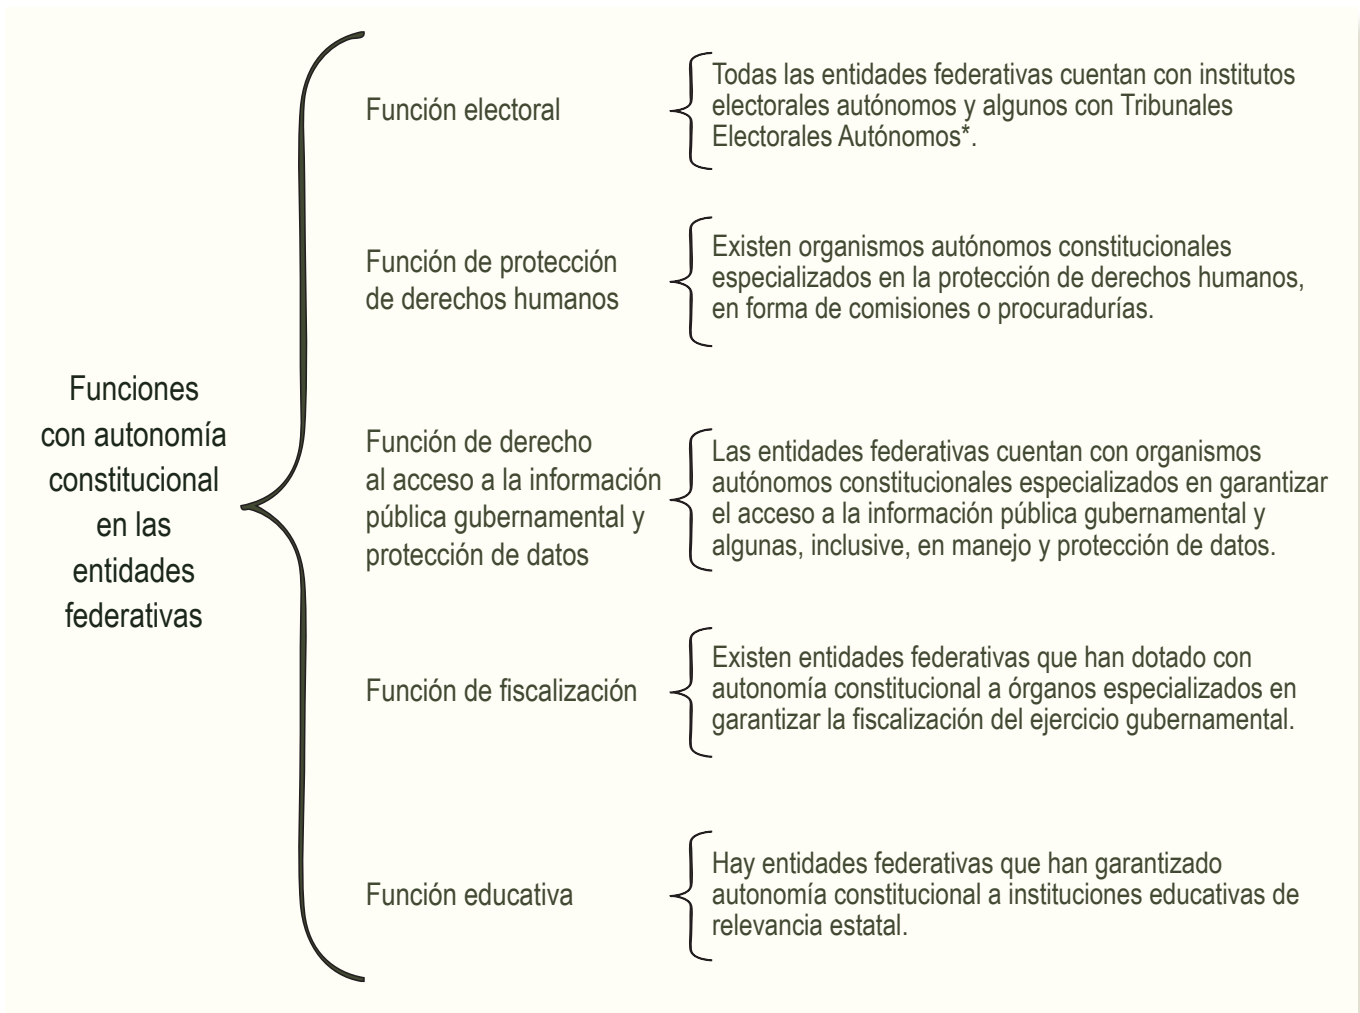 Funciones
con autonomía
constitucional
en las
entidades
federativas
Función electoral
Todas las entidades federativas cuentan con institutos
electorales autónomos y algunos con Tribunales
Electorales Autónomos*.
Función de protección
de derechos humanos
Existen organismos autónomos constitucionales
especializados en la protección de derechos humanos,
en forma de comisiones o procuradurías.
Función de derecho
al acceso a la información
pública gubernamental y
protección de datos
Las entidades federativas cuentan con organismos
autónomos constitucionales especializados en garantizar
el acceso a la información pública gubernamental y
algunas, inclusive, en manejo y protección de datos.
Función de fiscalización
Existen entidades federativas que han dotado con
autonomía constitucional a órganos especializados en
garantizar la fiscalización del ejercicio gubernamental.
Función educativa
Hay entidades federativas que han garantizado
autonomía constitucional a instituciones educativas de
relevancia estatal.